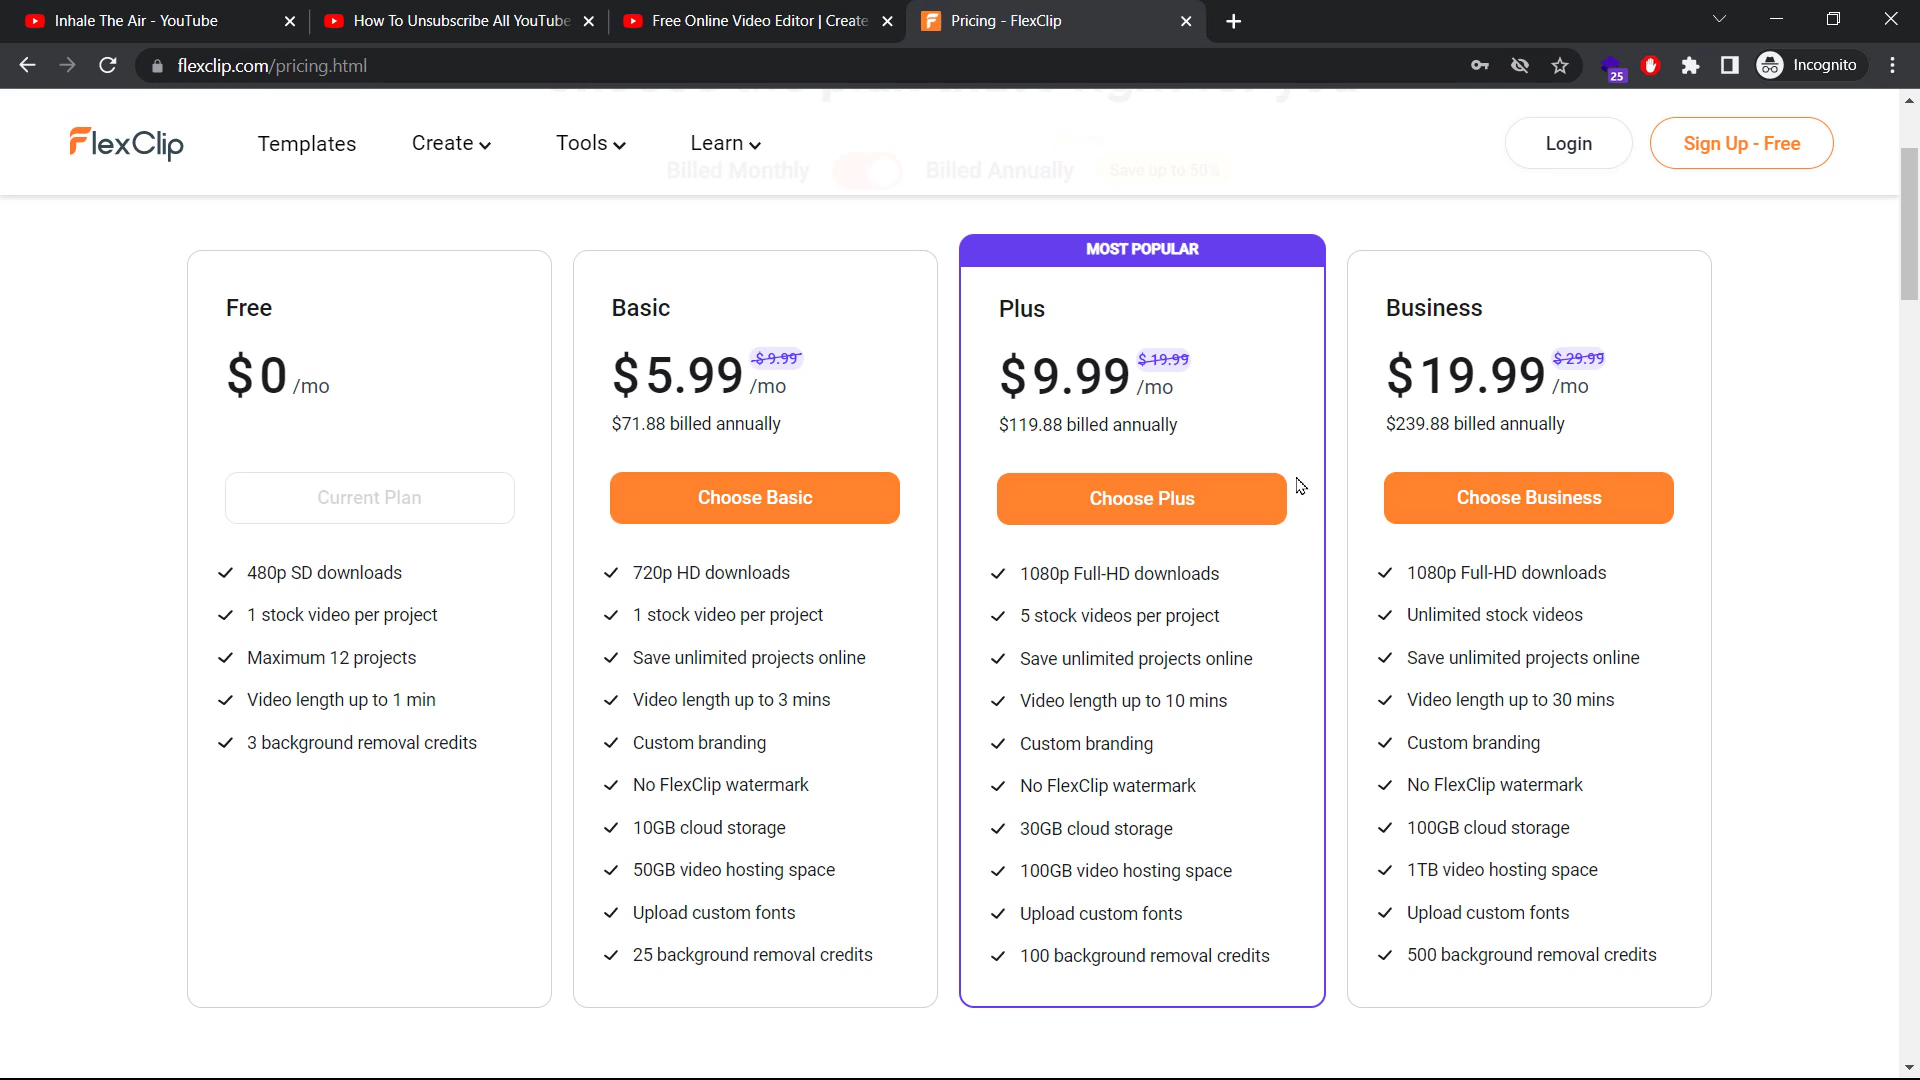 Inhale The Air - YouTube
How To Unsubscribe All YouTube
Free Online Video Editor | Create
Pricing - FlexClip
flexclip.com/pricing.html
25
Incognito
FlexClip
Templates
Create
Tools
Learn
Login
Sign Up - Free
Billed Monthly
Billed Annually
Save up to 50%
Free
$0 /mo
Current Plan
480p SD downloads
1 stock video per project
Maximum 12 projects
Video length up to 1 min
3 background removal credits
Basic
$5.99 /mo
$9.99
$71.88 billed annually
Choose Basic
720p HD downloads
1 stock video per project
Save unlimited projects online
Video length up to 3 mins
Custom branding
No FlexClip watermark
10GB cloud storage
50GB video hosting space
Upload custom fonts
25 background removal credits
MOST POPULAR
Plus
$9.99 /mo
$19.99
$119.88 billed annually
Choose Plus
1080p Full-HD downloads
5 stock videos per project
Save unlimited projects online
Video length up to 10 mins
Custom branding
No FlexClip watermark
30GB cloud storage
100GB video hosting space
Upload custom fonts
100 background removal credits
Business
$19.99 /mo
$29.99
$239.88 billed annually
Choose Business
1080p Full-HD downloads
Unlimited stock videos
Save unlimited projects online
Video length up to 30 mins
Custom branding
No FlexClip watermark
100GB cloud storage
1TB video hosting space
Upload custom fonts
500 background removal credits